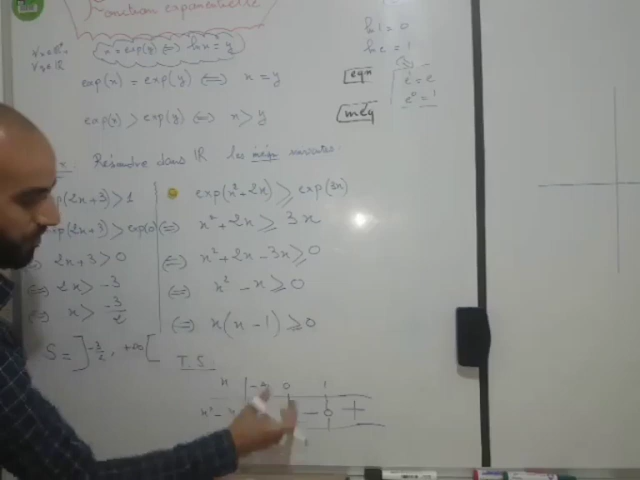 Fonction exponentielle
x = exp(y) ⟺ ln x = y
∀y ∈ IR
exp(x) = exp(y) ⟺ x = y
exp(x) > exp(y) ⟺ x > y
ln 1 = 0
ln e = 1
eqn
e = e
e⁰ = 1
inéq
Résoudre dans IR les suivantes
exp(2x+3) > 1
exp(2x+3) > exp(0)
2x+3 > 0
⟺ 2x > -3
⟺ x > -3/2
S = ]-3/2, +∞[
exp(x²+2x) ⩾ exp(3x)
⟺ x²+2x ⩾ 3x
⟺ x²+2x-3x ⩾ 0
⟺ x² - x ⩾ 0
⟺ x(x-1) ⩾ 0
T.S
x -∞ 0 1
x² - - 0 +